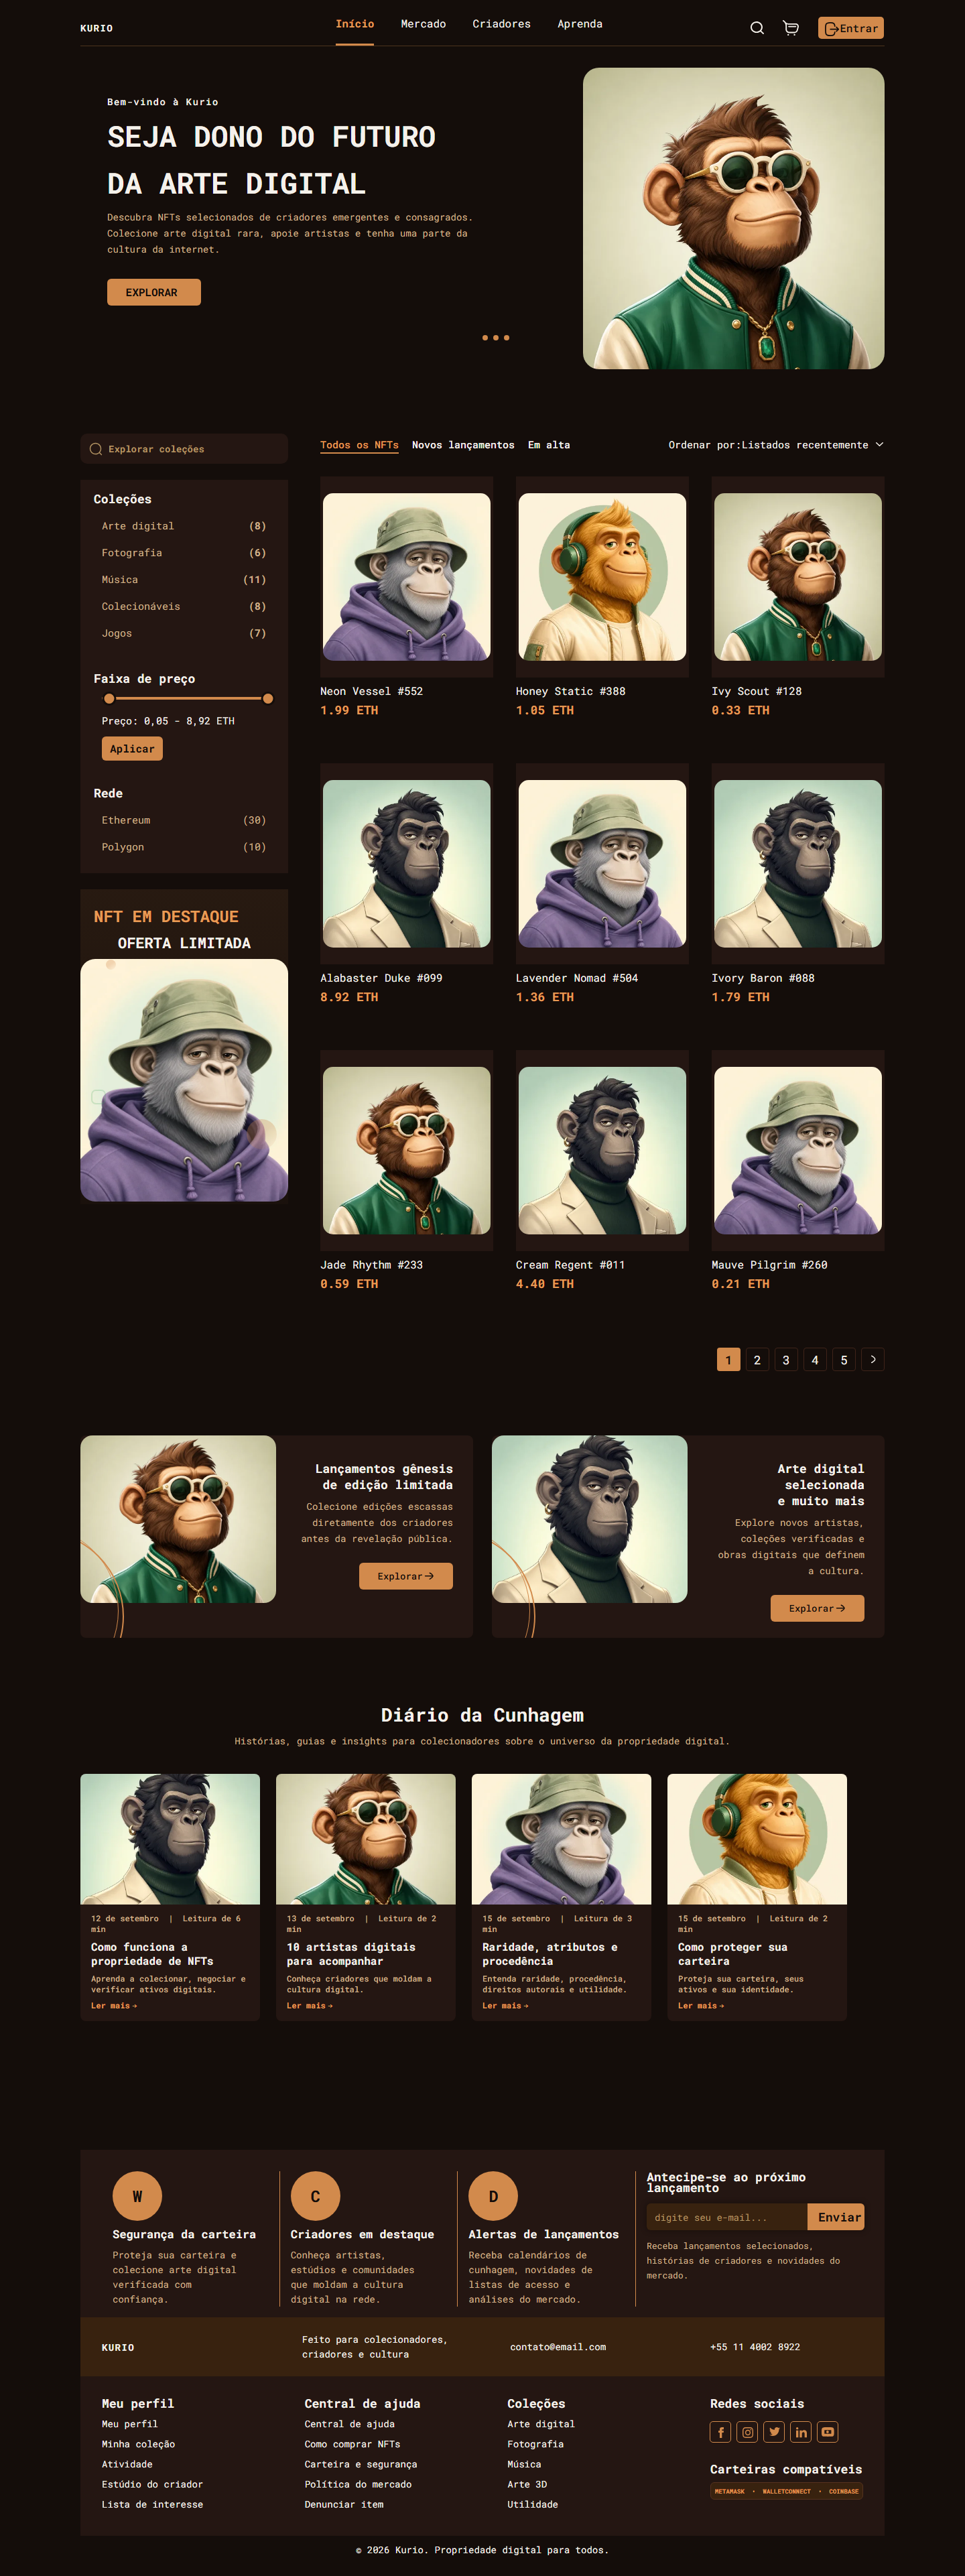 KURIO
Início
Mercado
Criadores
Aprenda
Entrar
Bem-vindo à Kurio
SEJA DONO DO FUTURO
DA ARTE DIGITAL
Descubra NFTs selecionados de criadores emergentes e consagrados.
Colecione arte digital rara, apoie artistas e tenha uma parte da
cultura da internet.
EXPLORAR
Explorar coleções
Coleções
Arte digital (8)
Fotografia (6)
Música (11)
Colecionáveis (8)
Jogos (7)
Faixa de preço
Preço: 0,05 - 8,92 ETH
Aplicar
Rede
Ethereum (30)
Polygon (10)
NFT EM DESTAQUE
OFERTA LIMITADA
Todos os NFTs
Novos lançamentos
Em alta
Ordenar por:Listados recentemente
Neon Vessel #552
1.99 ETH
Honey Static #388
1.05 ETH
Ivy Scout #128
0.33 ETH
Alabaster Duke #099
8.92 ETH
Lavender Nomad #504
1.36 ETH
Ivory Baron #088
1.79 ETH
Jade Rhythm #233
0.59 ETH
Cream Regent #011
4.40 ETH
Mauve Pilgrim #260
0.21 ETH
1
2
3
4
5
Lançamentos gênesis
de edição limitada
Colecione edições escassas
diretamente dos criadores
antes da revelação pública.
Explorar
Arte digital
selecionada
e muito mais
Explore novos artistas,
coleções verificadas e
obras digitais que definem
a cultura.
Explorar
Diário da Cunhagem
Histórias, guias e insights para colecionadores sobre o universo da propriedade digital.
12 de setembro | Leitura de 6
min
Como funciona a
propriedade de NFTs
Aprenda a colecionar, negociar e
verificar ativos digitais.
Ler mais
13 de setembro | Leitura de 2
min
10 artistas digitais
para acompanhar
Conheça criadores que moldam a
cultura digital.
Ler mais
15 de setembro | Leitura de 3
min
Raridade, atributos e
procedência
Entenda raridade, procedência,
direitos autorais e utilidade.
Ler mais
15 de setembro | Leitura de 2
min
Como proteger sua
carteira
Proteja sua carteira, seus
ativos e sua identidade.
Ler mais
W
Segurança da carteira
Proteja sua carteira e
colecione arte digital
verificada com
confiança.
C
Criadores em destaque
Conheça artistas,
estúdios e comunidades
que moldam a cultura
digital na rede.
D
Alertas de lançamentos
Receba calendários de
cunhagem, novidades de
listas de acesso e
análises do mercado.
Antecipe-se ao próximo
lançamento
digite seu e-mail...
Enviar
Receba lançamentos selecionados,
histórias de criadores e novidades do
mercado.
KURIO
Feito para colecionadores,
criadores e cultura
contato@email.com
+55 11 4002 8922
Meu perfil
Meu perfil
Minha coleção
Atividade
Estúdio do criador
Lista de interesse
Central de ajuda
Central de ajuda
Como comprar NFTs
Carteira e segurança
Política do mercado
Denunciar item
Coleções
Arte digital
Fotografia
Música
Arte 3D
Utilidade
Redes sociais
Carteiras compatíveis
METAMASK • WALLETCONNECT • COINBASE
© 2026 Kurio. Propriedade digital para todos.